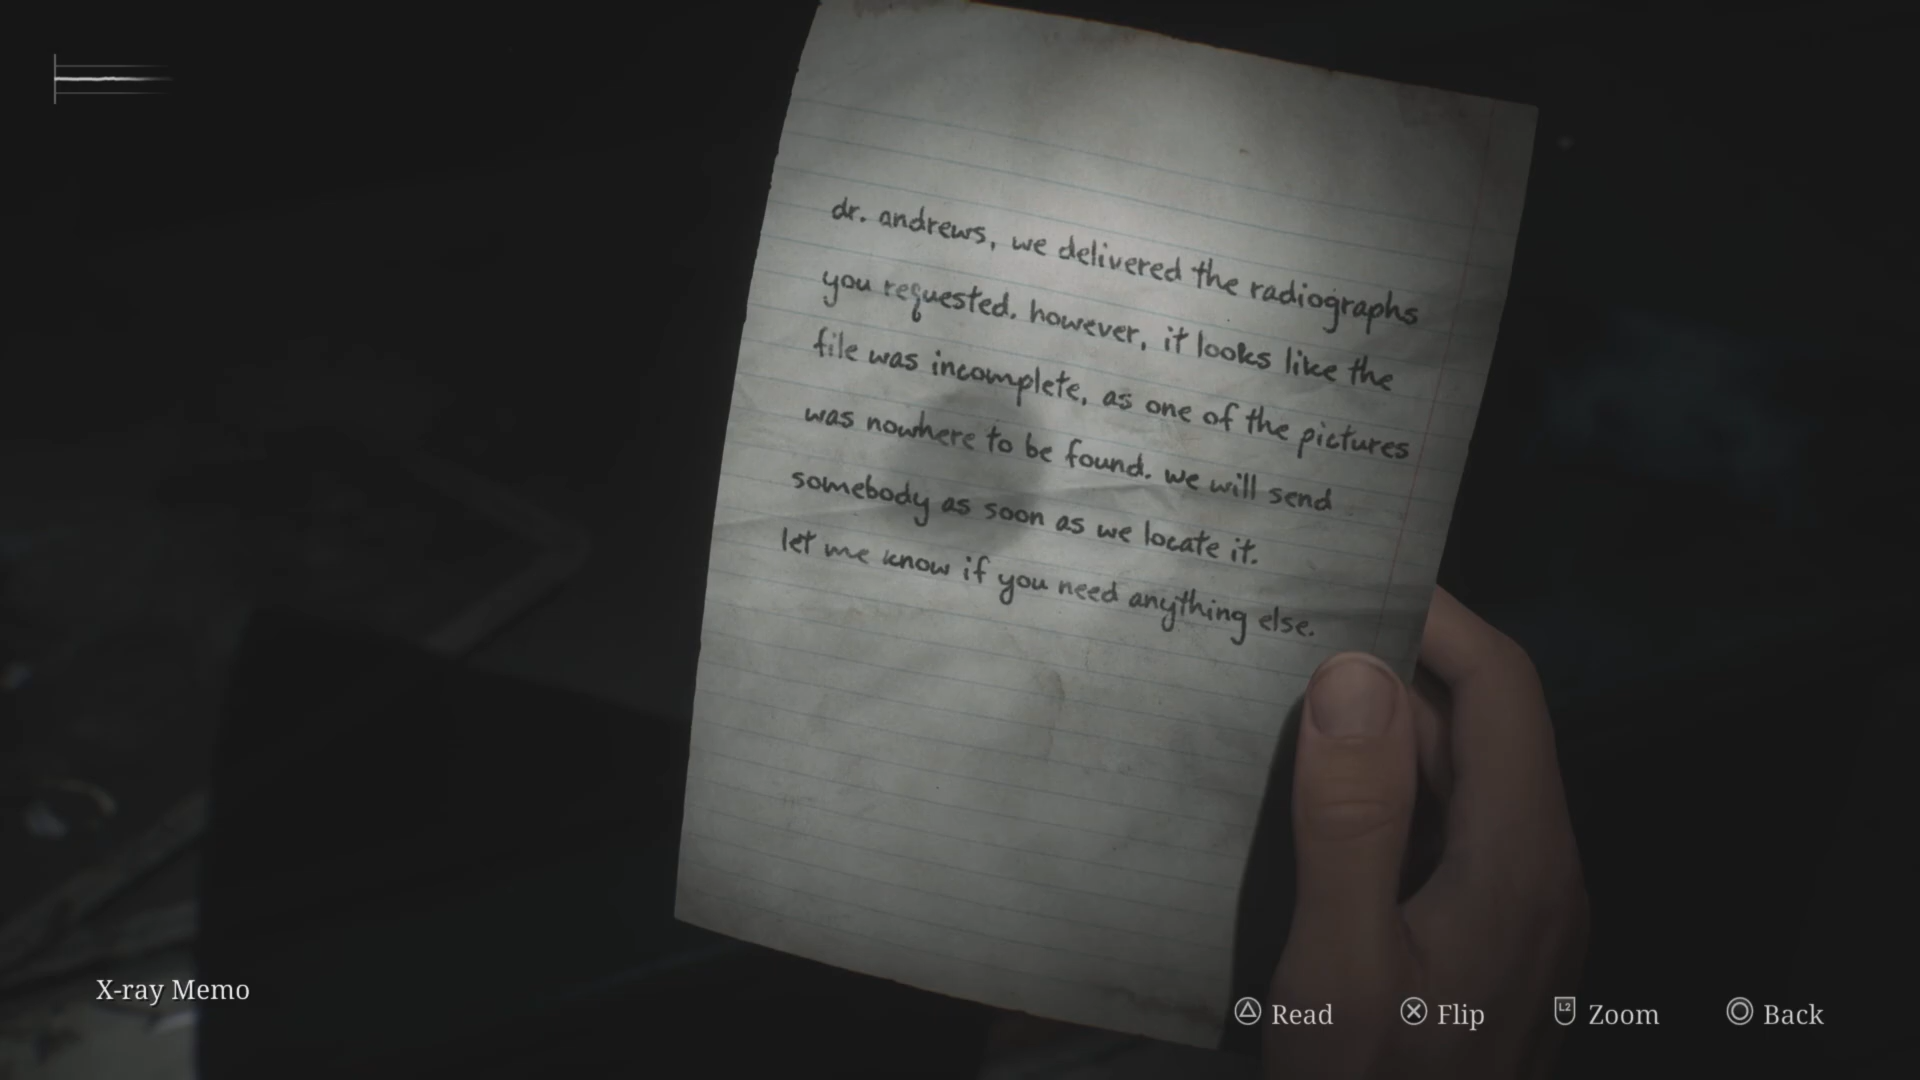 dr. andrews, we delivered the radiographs
you requested. however, it looks like the
file was incomplete, as one of the pictures
was nowhere to be found. we will send
somebody as soon as we locate it.
let me know if you need anything else.
X-ray Memo
Read
Flip
L2 Zoom
Back